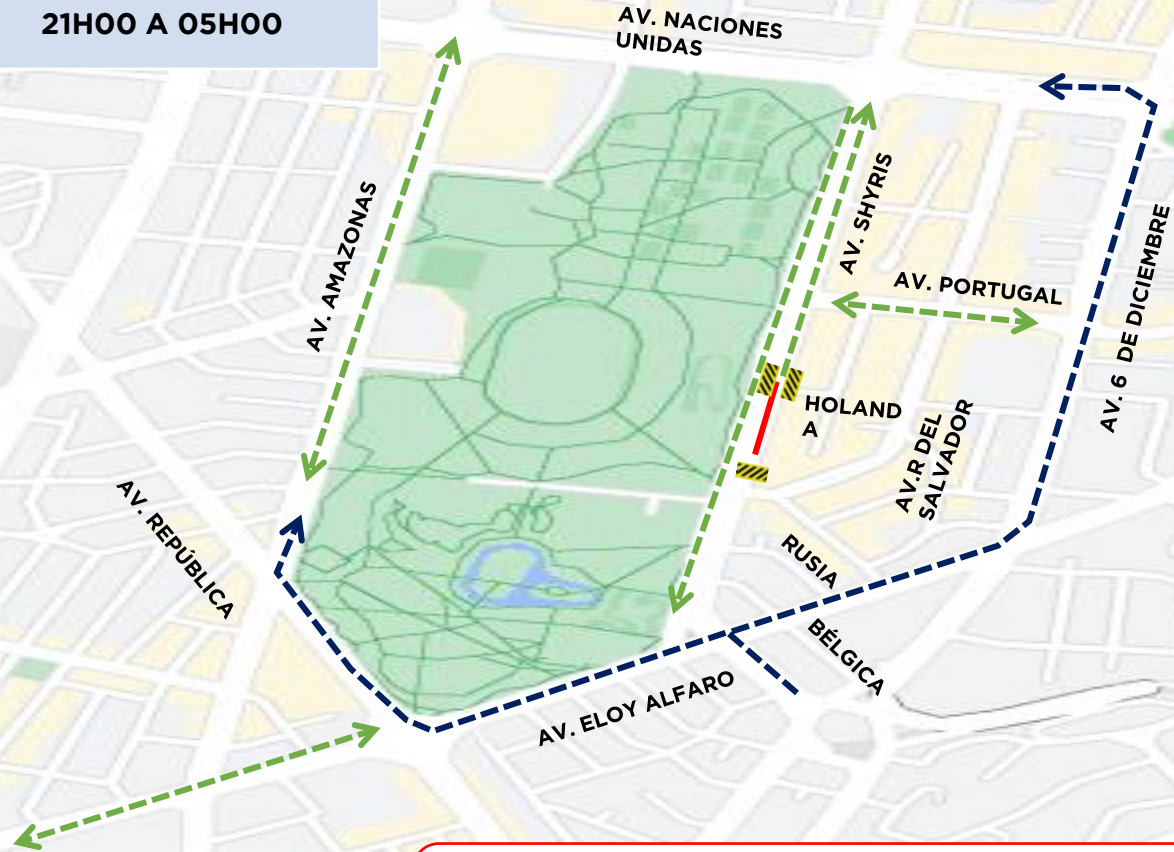 21H00 A 05H00
AV. NACIONES
UNIDAS
AV. SHYRIS
AV. AMAZONAS
AV. PORTUGAL
AV. 6 DE DICIEMBRE
HOLAND
A
AV.R DEL
SALVADOR
AV. REPÚBLICA
RUSIA
BÉLGICA
AV. ELOY ALFARO